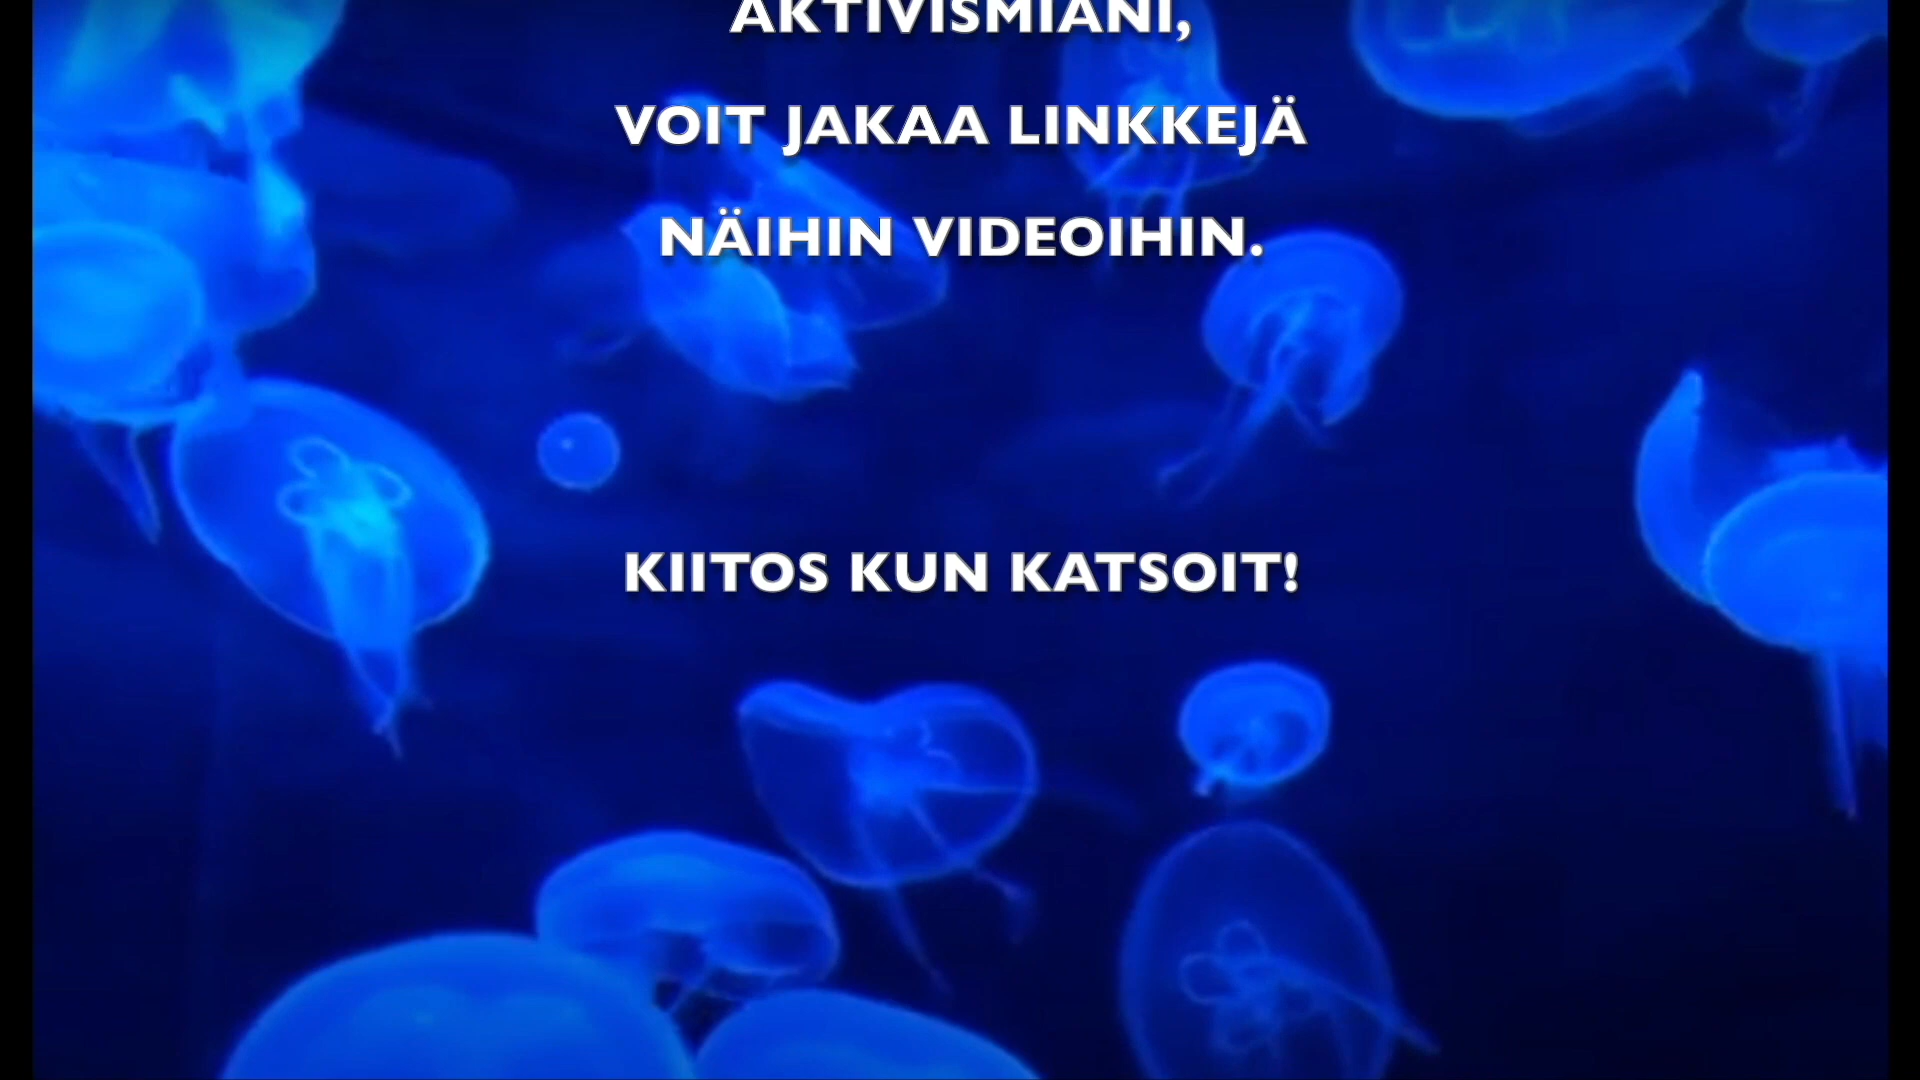 AKTIVISMIANI,
VOIT JAKAA LINKKEJÄ
NÄIHIN VIDEOIHIN.
KIITOS KUN KATSOIT!